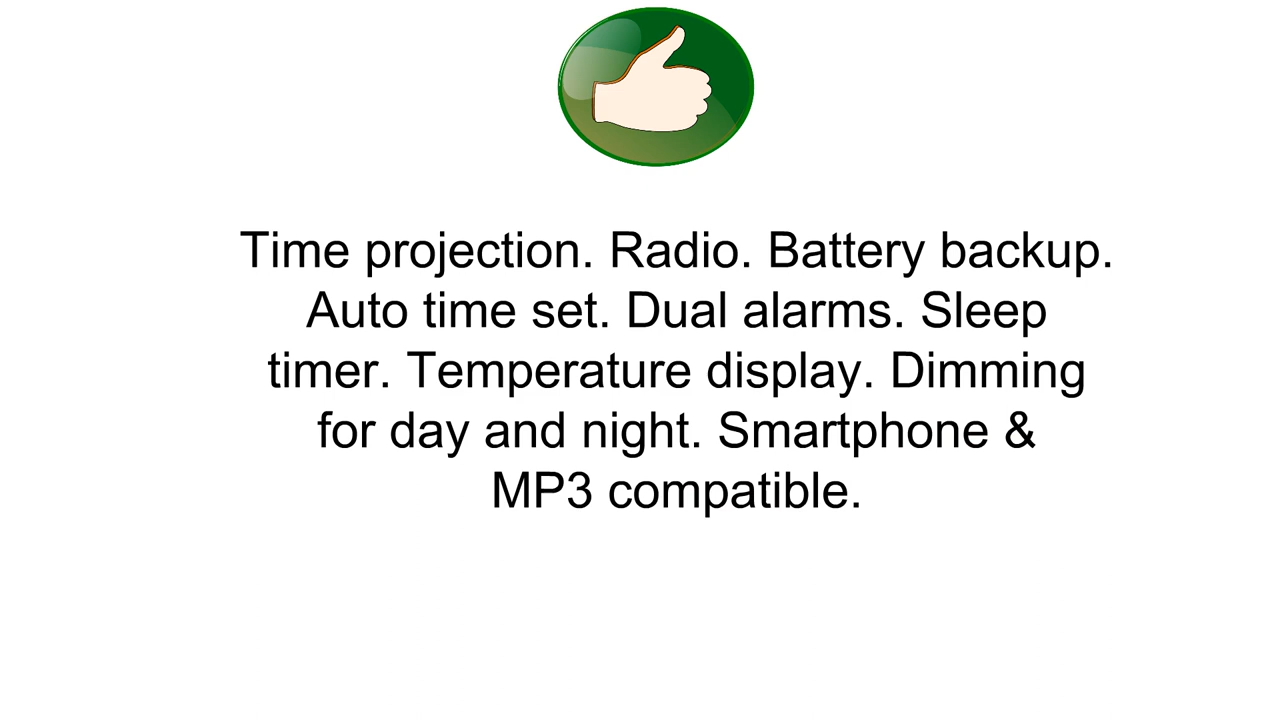 Time projection. Radio. Battery backup.
Auto time set. Dual alarms. Sleep
timer. Temperature display. Dimming
for day and night. Smartphone &
MP3 compatible.